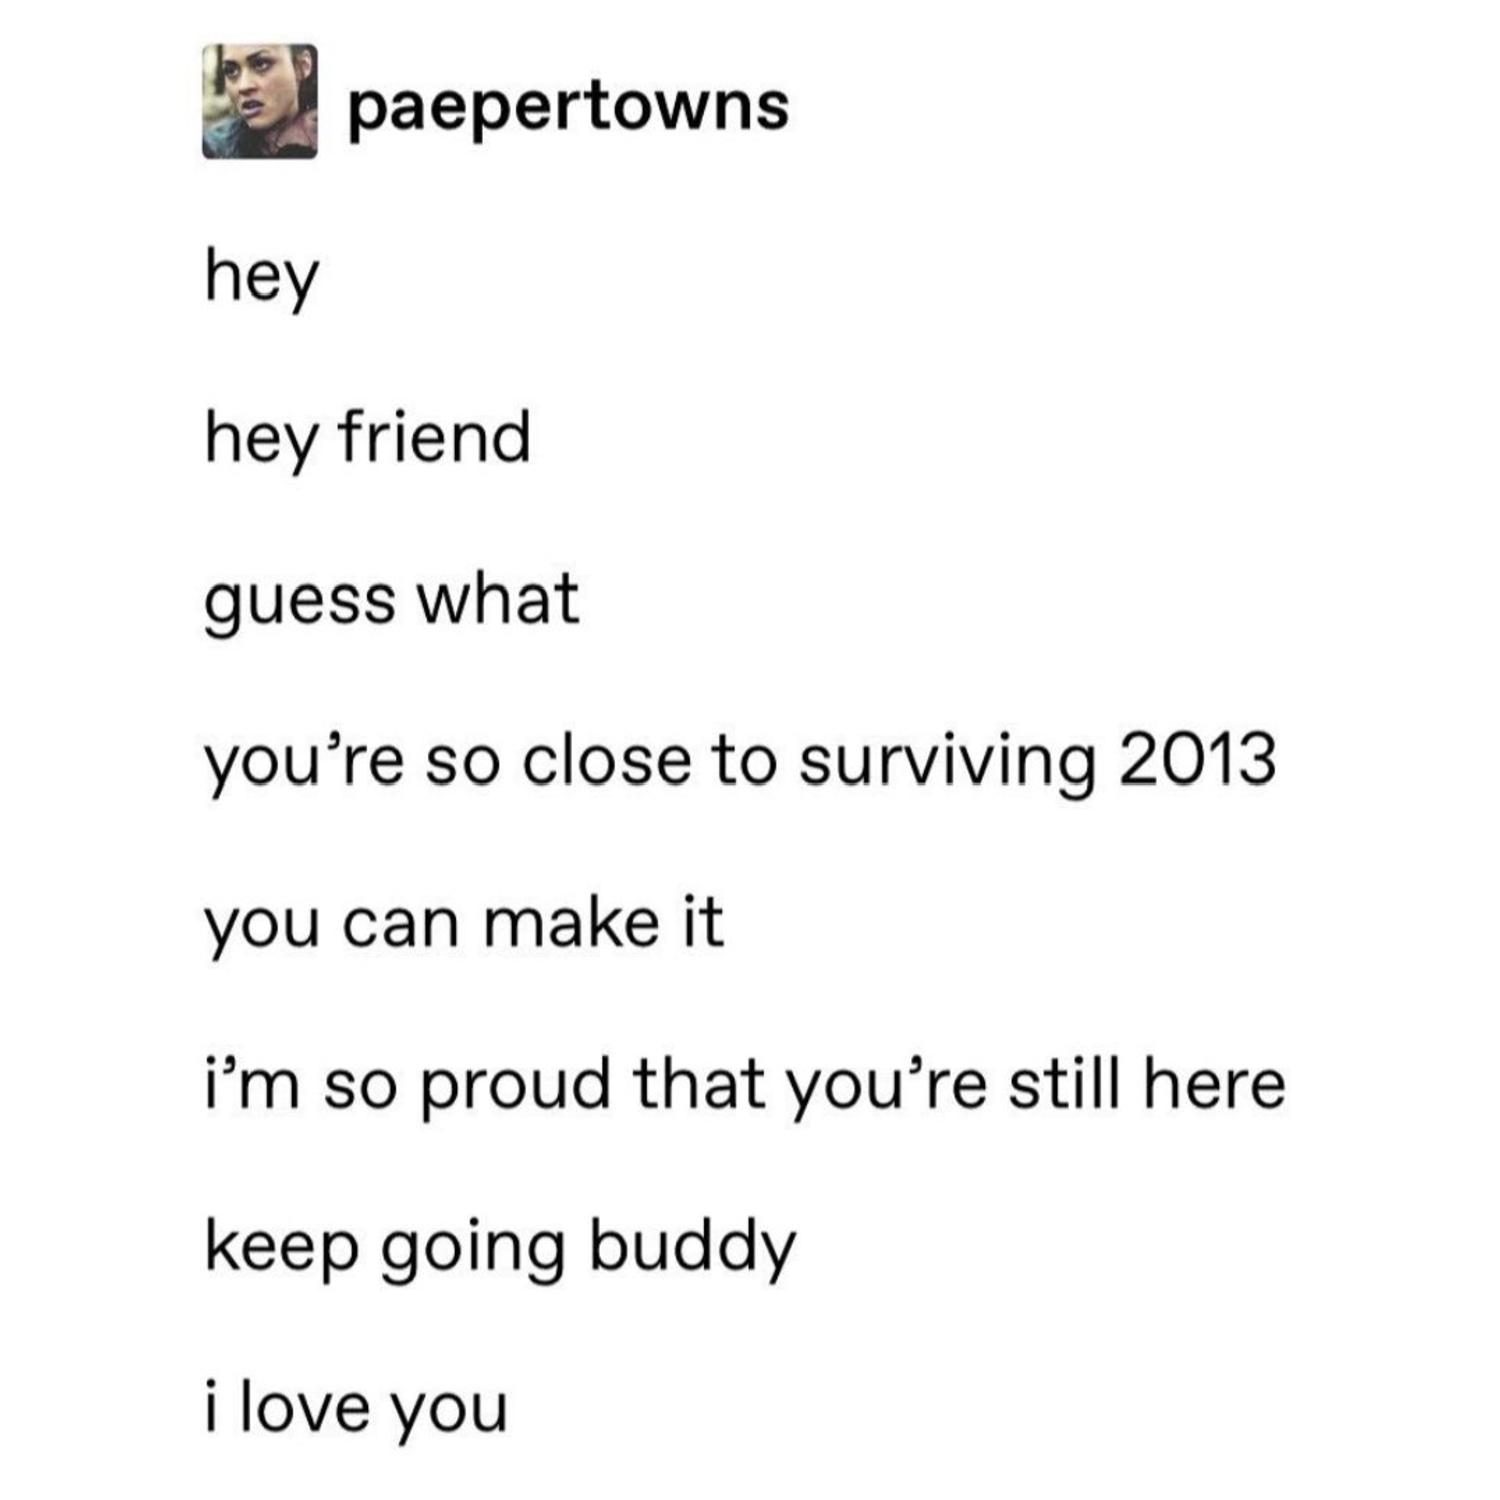 paepertowns
hey
hey friend
guess what
you’re so close to surviving 2013
you can make it
i’m so proud that you’re still here
keep going buddy
i love you